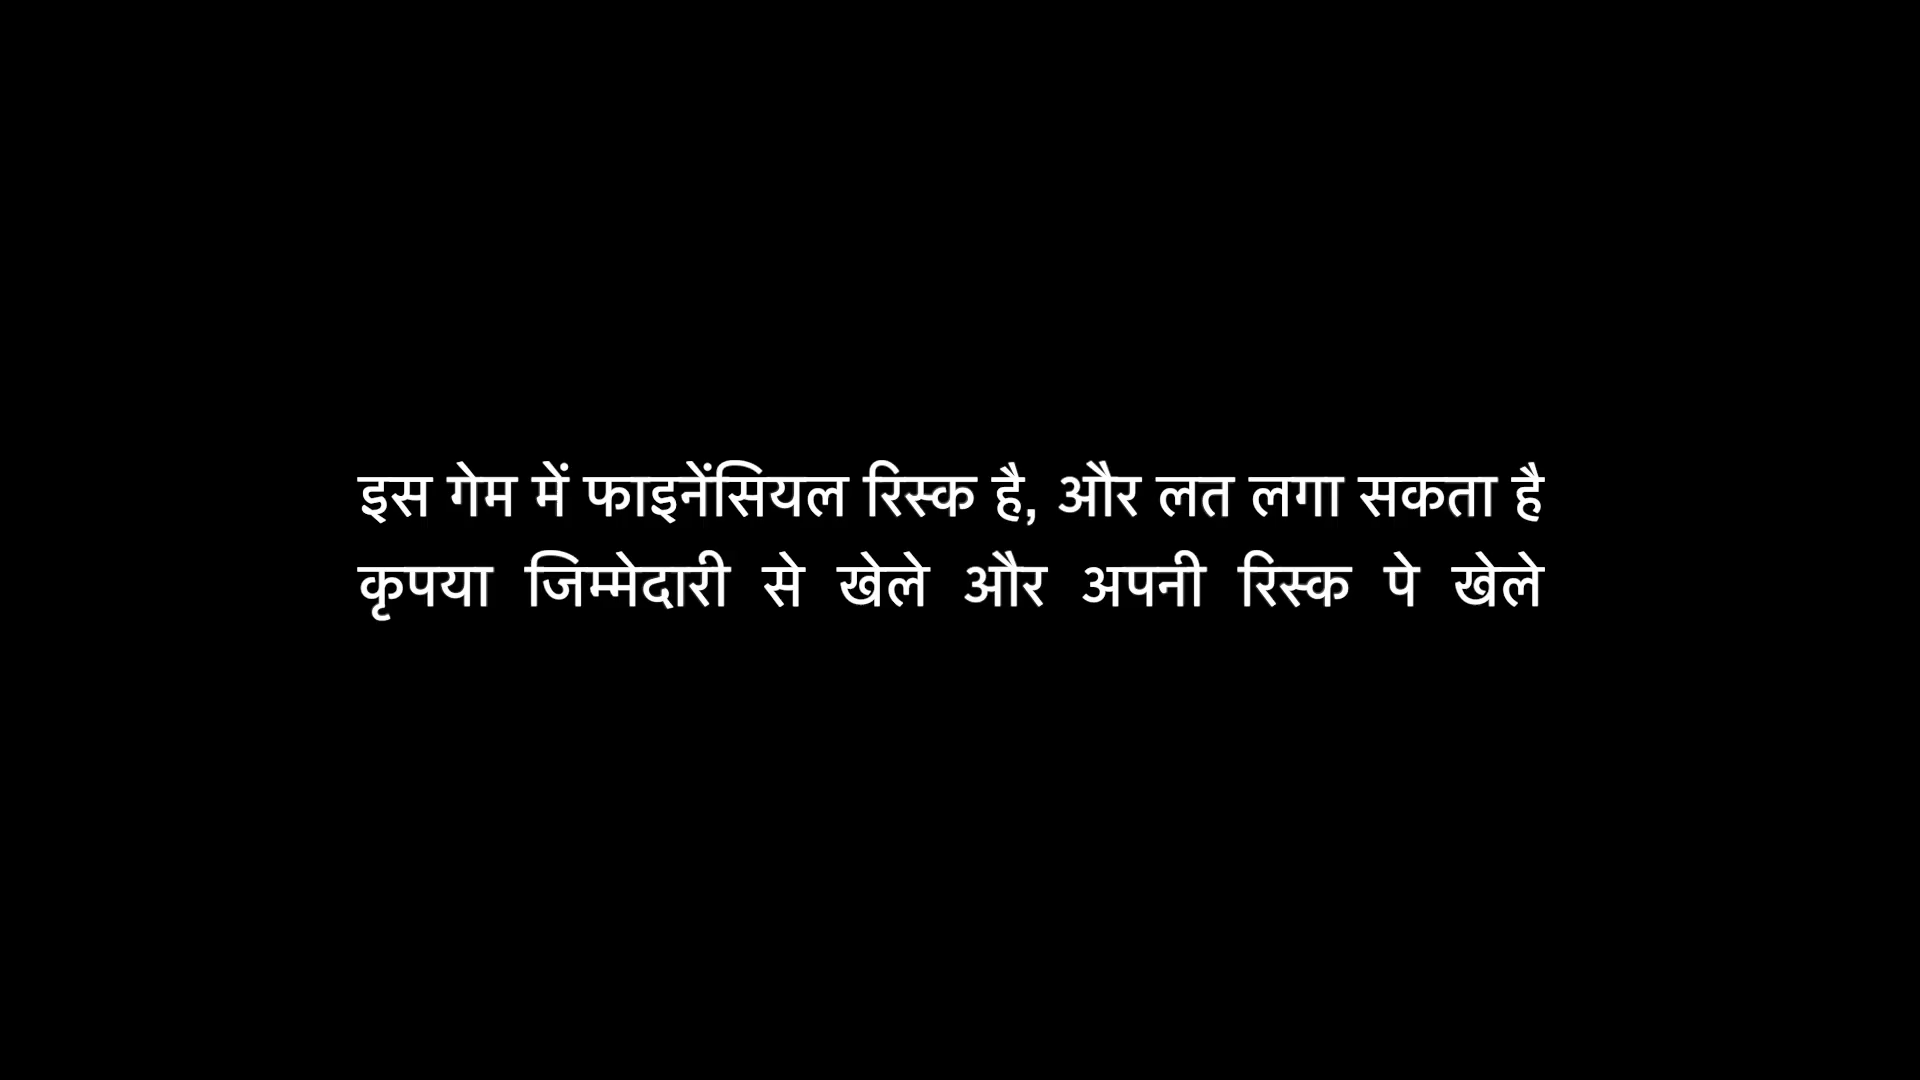 इस गेम में फाइनेंसियल रिस्क है, और लत लगा सकता है
कृपया जिम्मेदारी से खेले और अपनी रिस्क पे खेले